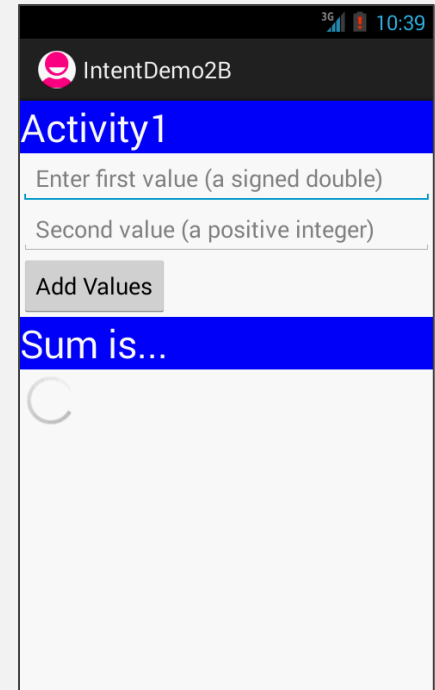 3G 10:39
IntentDemo2B
Activity1
Enter first value (a signed double)
Second value (a positive integer)
Add Values
Sum is...